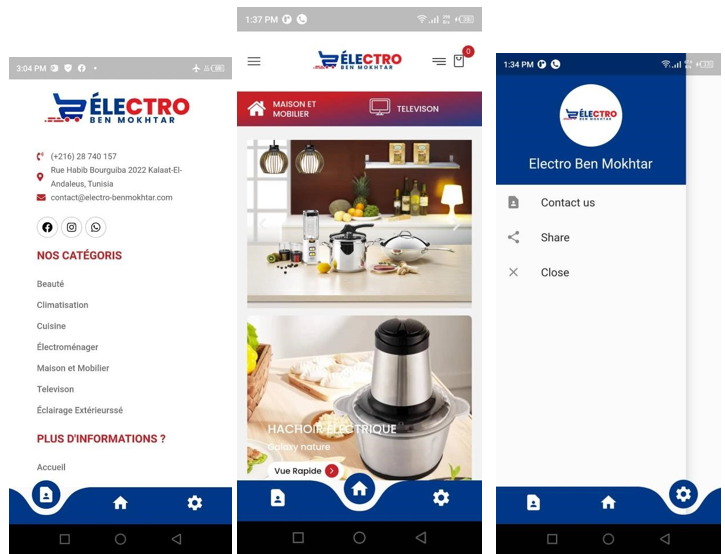 3:04 PM
ÉLECTRO
BEN MOKHTAR
(+216) 28 740 157
Rue Habib Bourguiba 2022 Kalaat-El-
Andaleus, Tunisia
contact@electro-benmokhtar.com
NOS CATÉGORIS
Beauté
Climatisation
Cuisine
Électroménager
Maison et Mobilier
Televison
Éclairage Extérieurssé
PLUS D'INFORMATIONS ?
Accueil
1:37 PM
ÉLECTRO
BEN MOKHTAR
0
MAISON ET
MOBILIER
TELEVISON
HACHOIR ÉLECTRIQUE
Galaxy nature
Vue Rapide
1:34 PM
ÉLECTRO
BEN MOKHTAR
Electro Ben Mokhtar
Contact us
Share
Close